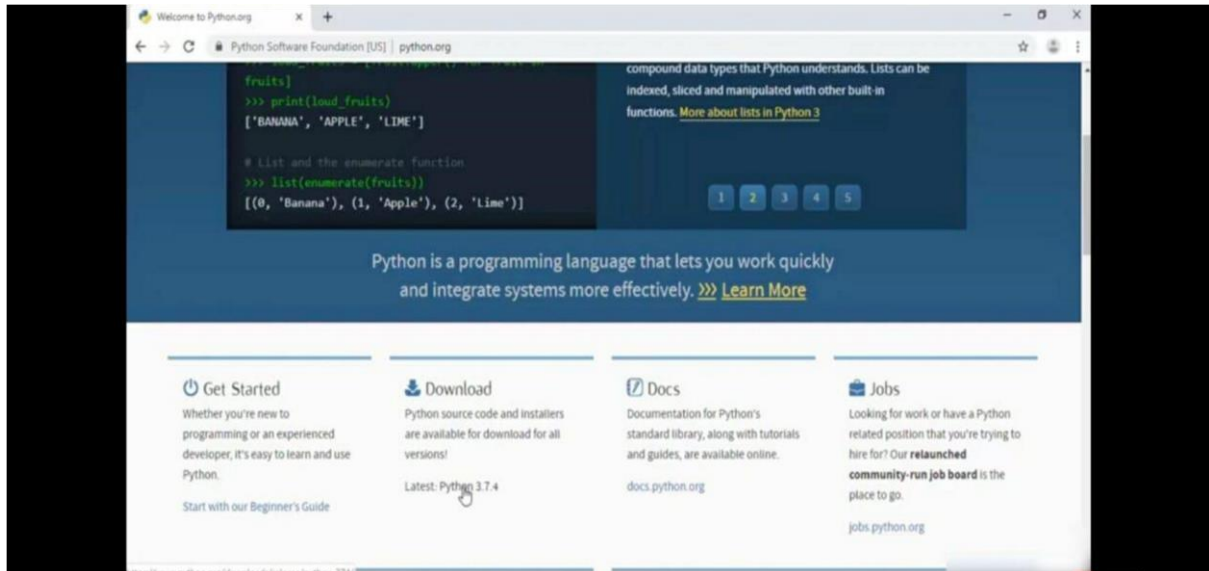 Welcome to Python.org
Python Software Foundation [US] | python.org
fruits]
>>> print(loud_fruits)
['BANANA', 'APPLE', 'LIME']
# List and the enumerate function
>>> list(enumerate(fruits))
[(0, 'Banana'), (1, 'Apple'), (2, 'Lime')]
compound data types that Python understands. Lists can be
indexed, sliced and manipulated with other built-in
functions. More about lists in Python 3
1 2 3 4 5
Python is a programming language that lets you work quickly
and integrate systems more effectively. >>> Learn More
Get Started
Whether you're new to
programming or an experienced
developer, it's easy to learn and use
Python.
Start with our Beginner's Guide
Download
Python source code and installers
are available for download for all
versions!
Latest: Python 3.7.4
Docs
Documentation for Python's
standard library, along with tutorials
and guides, are available online.
docs.python.org
Jobs
Looking for work or have a Python
related position that you're trying to
hire for? Our relaunched
community-run job board is the
place to go.
jobs.python.org